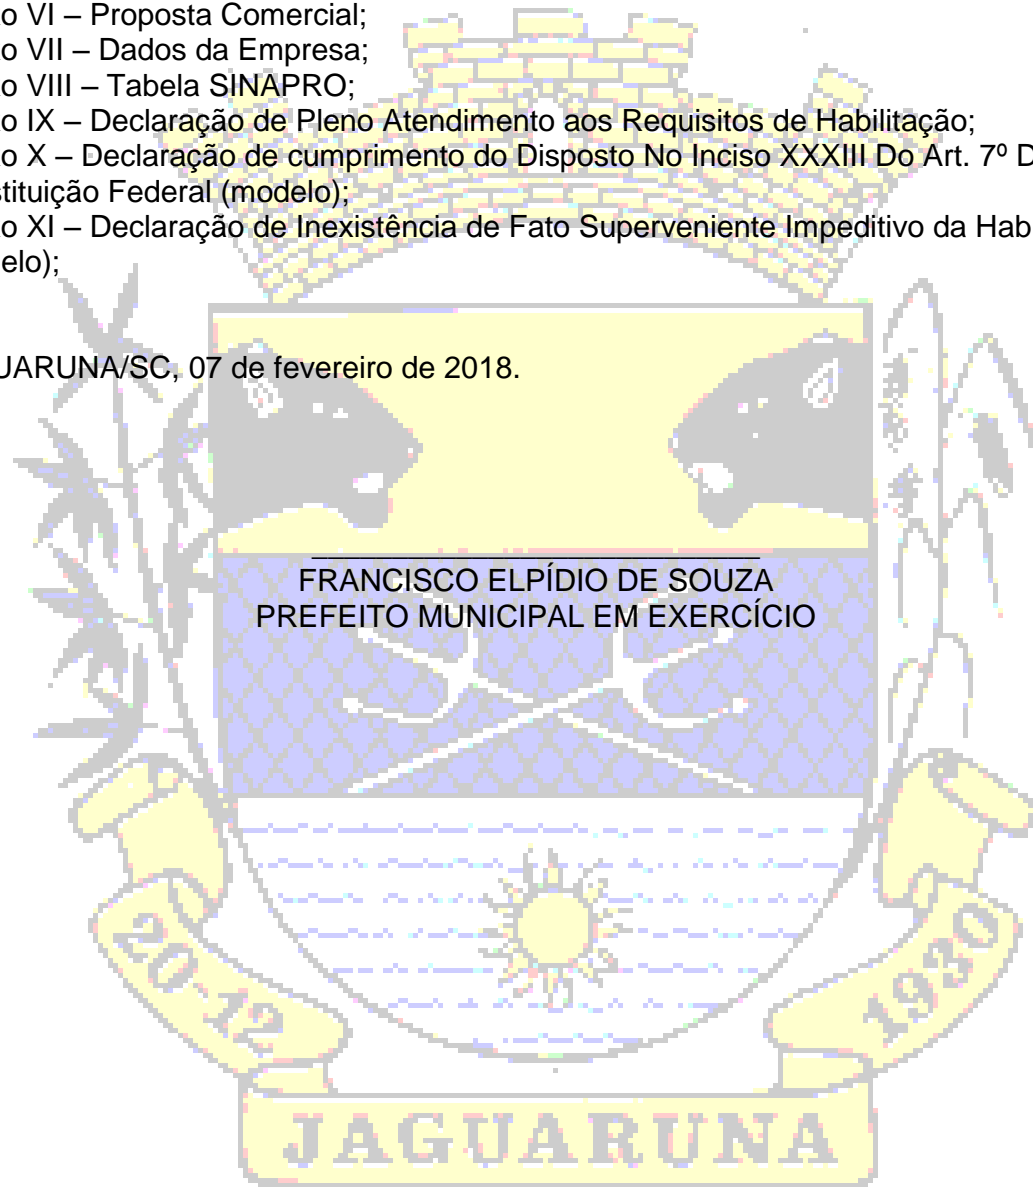 o VI – Proposta Comercial;
o VII – Dados da Empresa;
o VIII – Tabela SINAPRO;
o IX – Declaração de Pleno Atendimento aos Requisitos de Habilitação;
o X – Declaração de cumprimento do Disposto No Inciso XXXIII Do Art. 7º D
stituição Federal (modelo);
o XI – Declaração de Inexistência de Fato Superveniente Impeditivo da Hab
elo);
UARUNA/SC, 07 de fevereiro de 2018.
FRANCISCO ELPÍDIO DE SOUZA
PREFEITO MUNICIPAL EM EXERCÍCIO
20-12
1930
JAGUARUNA